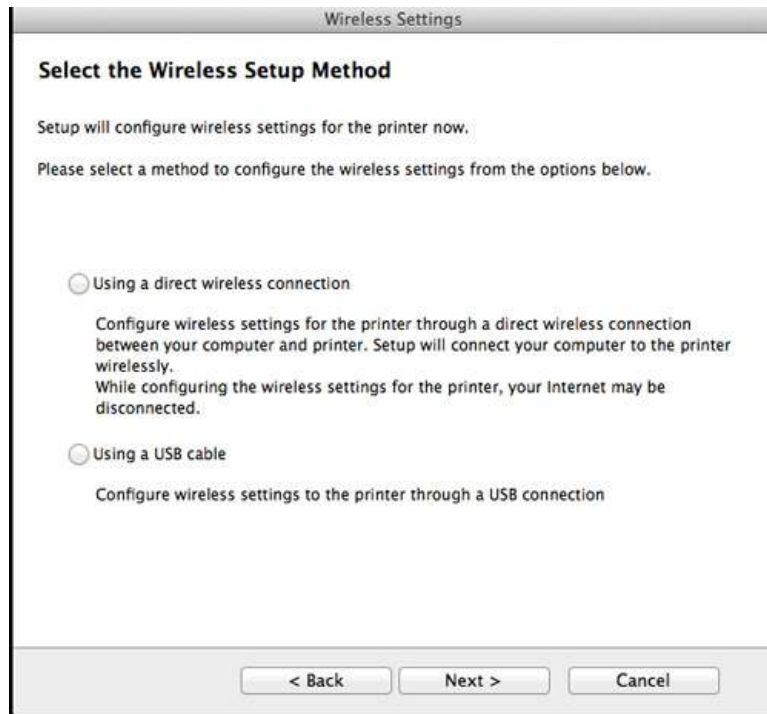 Wireless Settings
Select the Wireless Setup Method
Setup will configure wireless settings for the printer now.
Please select a method to configure the wireless settings from the options below.
Using a direct wireless connection
Configure wireless settings for the printer through a direct wireless connection
between your computer and printer. Setup will connect your computer to the printer
wirelessly.
While configuring the wireless settings for the printer, your Internet may be
disconnected.
Using a USB cable
Configure wireless settings to the printer through a USB connection
< Back Next > Cancel